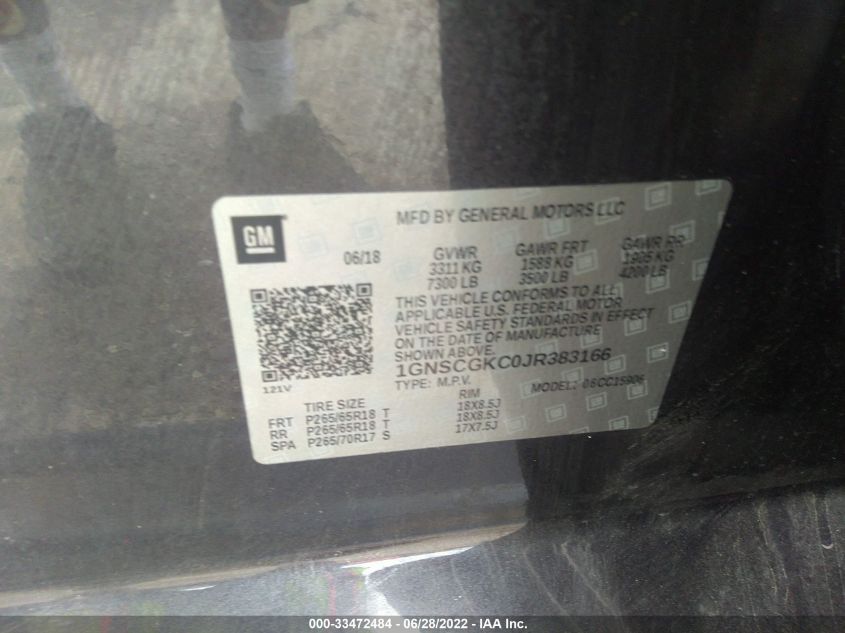 GM
MFD BY GENERAL MOTORS LLC
06/18
GVWR GAWR FRT GAWR RR
3311 KG 1588 KG 1905 KG
7300 LB 3500 LB 4200 LB
THIS VEHICLE CONFORMS TO ALL
APPLICABLE U.S. FEDERAL MOTOR
VEHICLE SAFETY STANDARDS IN EFFECT
ON THE DATE OF MANUFACTURE
SHOWN ABOVE.
1GNSCGKC0JR383166
121V
TYPE: M.P.V. MODEL: 06CC15906
TIRE SIZE RIM
FRT P265/65R18 T 18X8.5J
RR P265/65R18 T 18X8.5J
SPA P265/70R17 S 17X7.5J
000-33472484 - 06/28/2022 - IAA Inc.